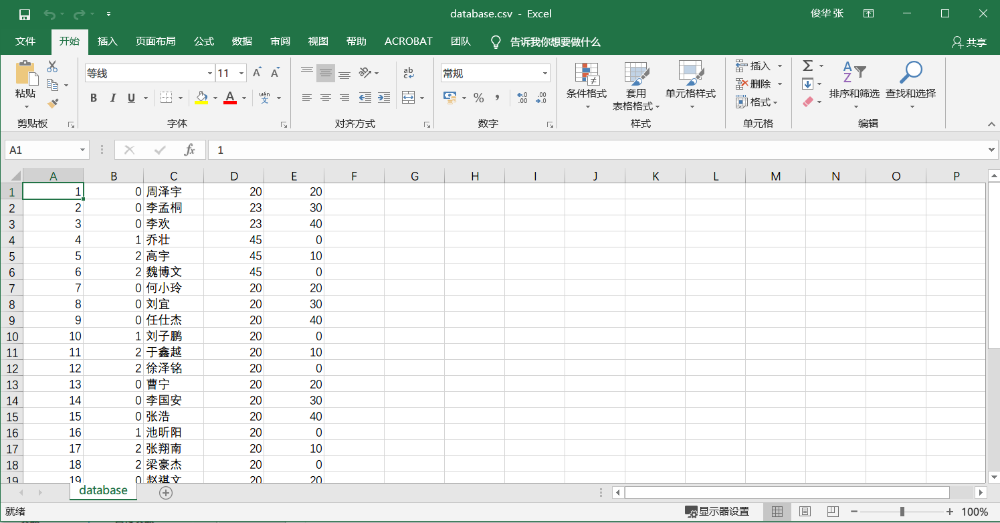 database.csv - Excel
俊华 张
文件 开始 插入 页面布局 公式 数据 审阅 视图 帮助 ACROBAT 团队 告诉我你想要做什么 共享
粘贴
剪贴板
等线 11 A A
B I U A wén 文
字体
ab c
对齐方式
常规
% , .0 .00 .00 .0
数字
条件格式 套用 表格格式 单元格样式
样式
插入
删除
格式
单元格
Σ A Z
排序和筛选 查找和选择
编辑
A1 fx 1
A B C D E F G H I J K L M N O P
1 1 0 周泽宇 20 20
2 2 0 李孟桐 23 30
3 3 0 李欢 23 40
4 4 1 乔壮 45 0
5 5 2 高宇 45 10
6 6 2 魏博文 45 0
7 7 0 何小玲 20 20
8 8 0 刘宜 20 30
9 9 0 任仕杰 20 40
10 10 1 刘子鹏 20 0
11 11 2 于鑫越 20 10
12 12 2 徐泽铭 20 0
13 13 0 曹宁 20 20
14 14 0 李国安 20 30
15 15 0 张浩 20 40
16 16 1 池昕阳 20 0
17 17 2 张翔南 20 10
18 18 2 梁豪杰 20 0
19 19 0 赵祺文 20 20
database
就绪 显示器设置 100%